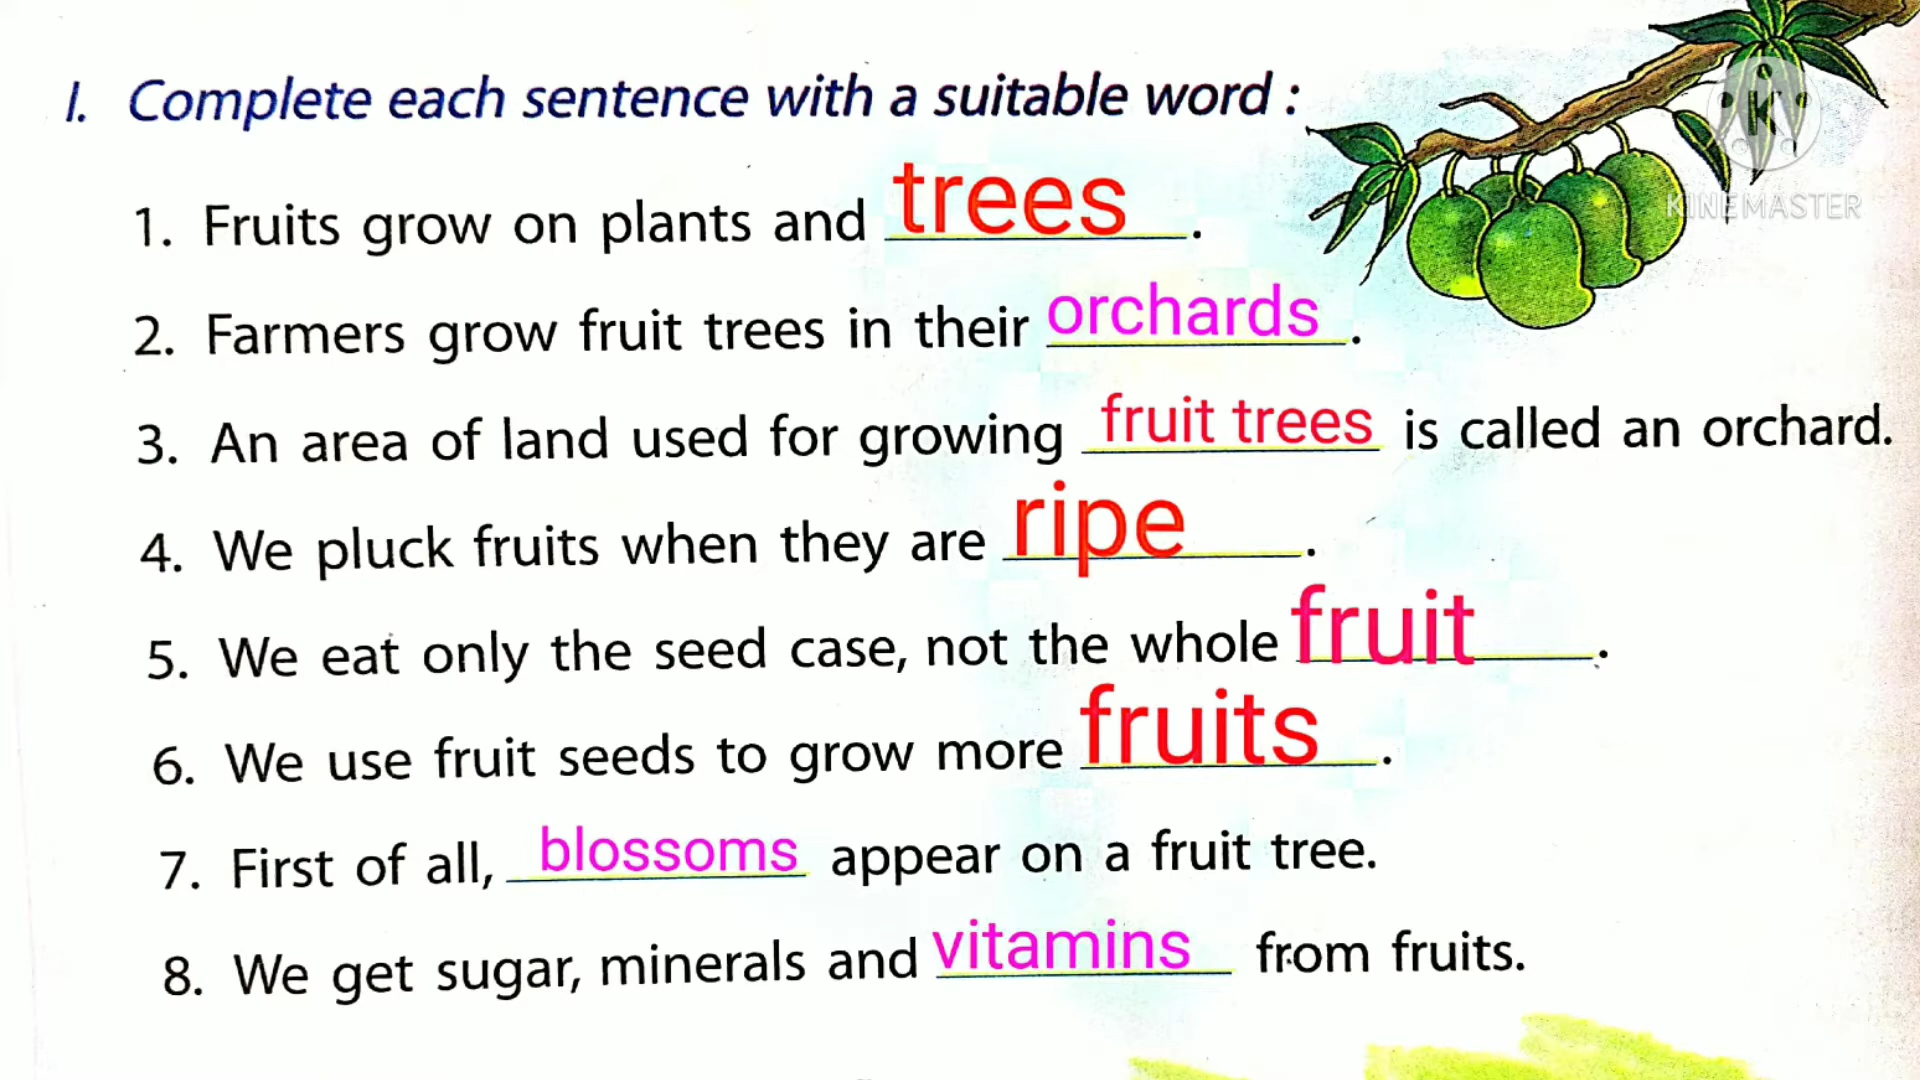 I. Complete each sentence with a suitable word :
1. Fruits grow on plants and trees.
2. Farmers grow fruit trees in their orchards.
3. An area of land used for growing fruit trees is called an orchard.
4. We pluck fruits when they are ripe.
5. We eat only the seed case, not the whole fruit.
6. We use fruit seeds to grow more fruits.
7. First of all, blossoms appear on a fruit tree.
8. We get sugar, minerals and vitamins from fruits.
K
KINEMASTER